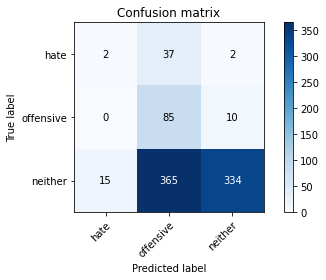 Confusion matrix
hate 2 37 2
offensive 0 85 10
neither 15 365 334
hate offensive neither
True label
Predicted label
350
300
250
200
150
100
50
0